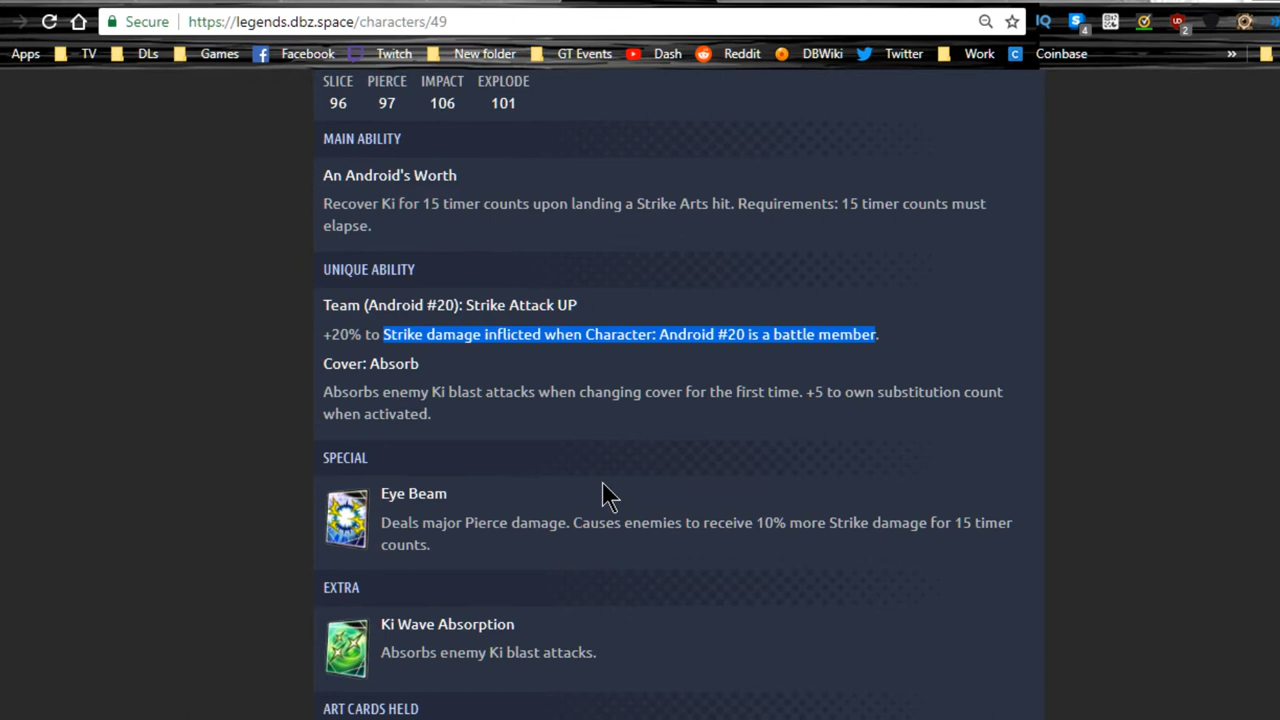 Secure https://legends.dbz.space/characters/49
4 2
Apps TV DLs Games Facebook Twitch New folder GT Events Dash Reddit DBWiki Twitter Work Coinbase »
SLICE PIERCE IMPACT EXPLODE
96 97 106 101
MAIN ABILITY
An Android's Worth
Recover Ki for 15 timer counts upon landing a Strike Arts hit. Requirements: 15 timer counts must
elapse.
UNIQUE ABILITY
Team (Android #20): Strike Attack UP
+20% to Strike damage inflicted when Character: Android #20 is a battle member.
Cover: Absorb
Absorbs enemy Ki blast attacks when changing cover for the first time. +5 to own substitution count
when activated.
SPECIAL
Eye Beam
Deals major Pierce damage. Causes enemies to receive 10% more Strike damage for 15 timer
counts.
EXTRA
Ki Wave Absorption
Absorbs enemy Ki blast attacks.
ART CARDS HELD